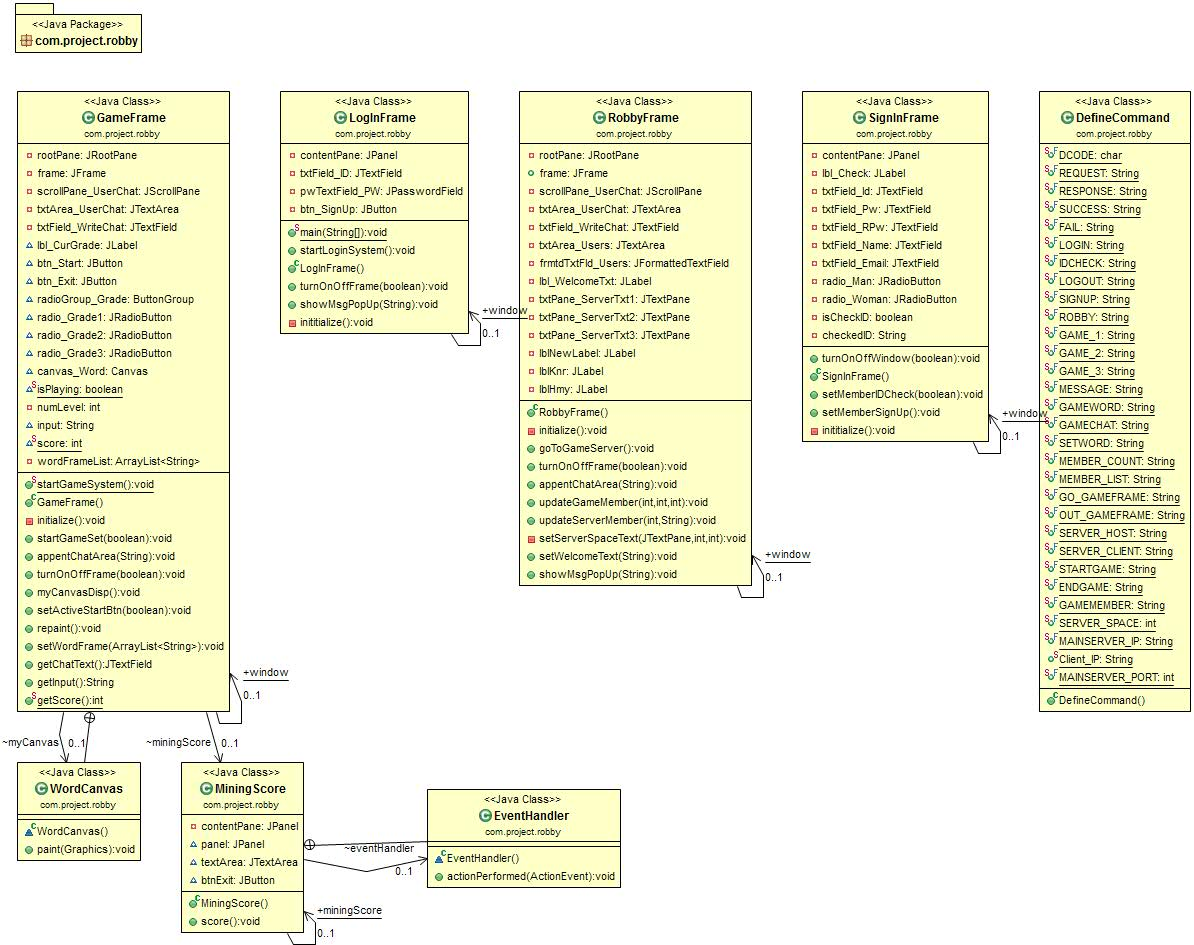 <<Java Package>>
com.project.robby
<<Java Class>>
GameFrame
com.project.robby
rootPane: JRootPane
frame: JFrame
scrollPane_UserChat: JScrollPane
txtArea_UserChat: JTextArea
txtField_WriteChat: JTextField
lbl_CurGrade: JLabel
btn_Start: JButton
btn_Exit: JButton
radioGroup_Grade: ButtonGroup
radio_Grade1: JRadioButton
radio_Grade2: JRadioButton
radio_Grade3: JRadioButton
canvas_Word: Canvas
isPlaying: boolean
numLevel: int
input: String
score: int
wordFrameList: ArrayList<String>
startGameSystem():void
GameFrame()
initialize():void
startGameSet(boolean):void
appentChatArea(String):void
turnOnOffFrame(boolean):void
myCanvasDisp():void
setActiveStartBtn(boolean):void
repaint():void
setWordFrame(ArrayList<String>):void
getChatText():JTextField
getInput():String
getScore():int
+window
0..1
<<Java Class>>
LogInFrame
com.project.robby
contentPane: JPanel
txtField_ID: JTextField
pwTextField_PW: JPasswordField
btn_SignUp: JButton
main(String[]):void
startLoginSystem():void
LogInFrame()
turnOnOffFrame(boolean):void
showMsgPopUp(String):void
inititialize():void
+window
0..1
<<Java Class>>
RobbyFrame
com.project.robby
rootPane: JRootPane
frame: JFrame
scrollPane_UserChat: JScrollPane
txtArea_UserChat: JTextArea
txtField_WriteChat: JTextField
txtArea_Users: JTextArea
frmtdTxtFld_Users: JFormattedTextField
lbl_WelcomeTxt: JLabel
txtPane_ServerTxt1: JTextPane
txtPane_ServerTxt2: JTextPane
txtPane_ServerTxt3: JTextPane
lblNewLabel: JLabel
lblKnr: JLabel
lblHmy: JLabel
RobbyFrame()
initialize():void
goToGameServer():void
turnOnOffFrame(boolean):void
appentChatArea(String):void
updateGameMember(int,int,int):void
updateServerMember(int,String):void
setServerSpaceText(JTextPane,int,int):void
setWelcomeText(String):void
showMsgPopUp(String):void
+window
0..1
<<Java Class>>
SignInFrame
com.project.robby
contentPane: JPanel
lbl_Check: JLabel
txtField_Id: JTextField
txtField_Pw: JTextField
txtField_RPw: JTextField
txtField_Name: JTextField
txtField_Email: JTextField
radio_Man: JRadioButton
radio_Woman: JRadioButton
isCheckID: boolean
checkedID: String
turnOnOffWindow(boolean):void
SignInFrame()
setMemberIDCheck(boolean):void
setMemberSignUp():void
inititialize():void
+window
0..1
<<Java Class>>
DefineCommand
com.project.robby
DCODE: char
REQUEST: String
RESPONSE: String
SUCCESS: String
FAIL: String
LOGIN: String
IDCHECK: String
LOGOUT: String
SIGNUP: String
ROBBY: String
GAME_1: String
GAME_2: String
GAME_3: String
MESSAGE: String
GAMEWORD: String
GAMECHAT: String
SETWORD: String
MEMBER_COUNT: String
MEMBER_LIST: String
GO_GAMEFRAME: String
OUT_GAMEFRAME: String
SERVER_HOST: String
SERVER_CLIENT: String
STARTGAME: String
ENDGAME: String
GAMEMEMBER: String
SERVER_SPACE: int
MAINSERVER_IP: String
Client_IP: String
MAINSERVER_PORT: int
DefineCommand()
~myCanvas
0..1
~miningScore
0..1
<<Java Class>>
WordCanvas
com.project.robby
WordCanvas()
paint(Graphics):void
<<Java Class>>
MiningScore
com.project.robby
contentPane: JPanel
panel: JPanel
textArea: JTextArea
btnExit: JButton
MiningScore()
score():void
~eventHandler
0..1
+miningScore
0..1
<<Java Class>>
EventHandler
com.project.robby
EventHandler()
actionPerformed(ActionEvent):void